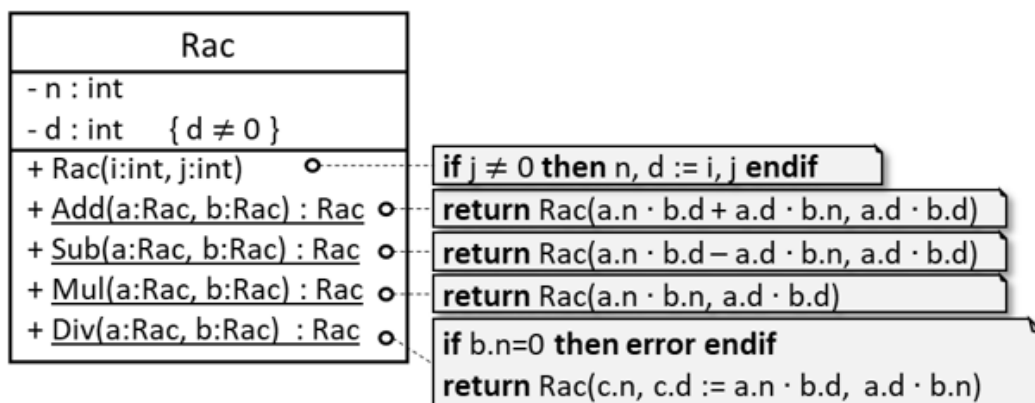 Rac
- n : int
- d : int { d ≠ 0 }
+ Rac(i:int, j:int)
if j ≠ 0 then n, d := i, j endif
+ Add(a:Rac, b:Rac) : Rac
return Rac(a.n · b.d + a.d · b.n, a.d · b.d)
+ Sub(a:Rac, b:Rac) : Rac
return Rac(a.n · b.d – a.d · b.n, a.d · b.d)
+ Mul(a:Rac, b:Rac) : Rac
return Rac(a.n · b.n, a.d · b.d)
+ Div(a:Rac, b:Rac) : Rac
if b.n=0 then error endif
return Rac(c.n, c.d := a.n · b.d, a.d · b.n)